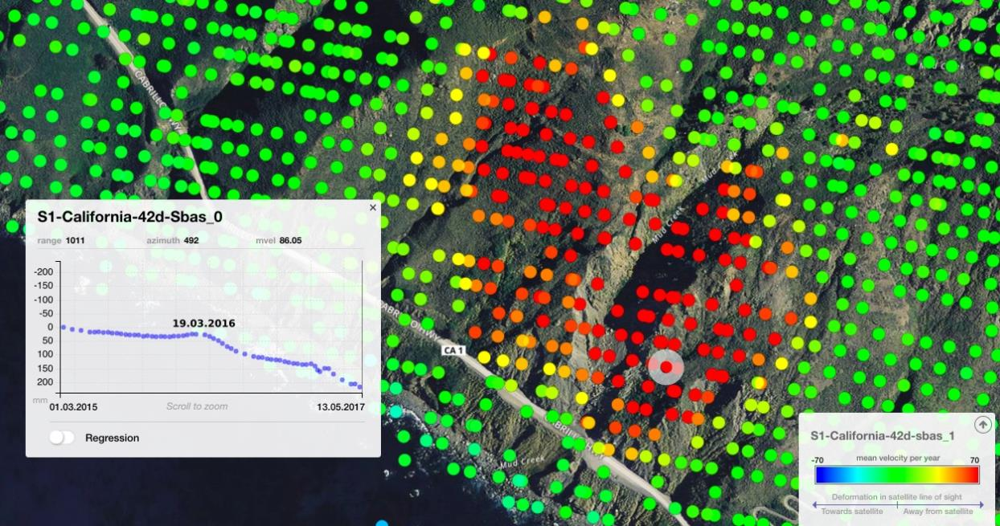 CABRILLO HWY
Mud Creek
Mud Creek
S1-California-42d-Sbas_0
×
range 1011 azimuth 492 mvel 86.05
-200
-150
-100
-50
0
50
100
150
200
mm
19.03.2016
01.03.2015 Scroll to zoom 13.05.2017
Regression
CA 1
Mud Creek
S1-California-42d-sbas_1
mean velocity per year
-70 70
Deformation in satellite line of sight
Towards satellite Away from satellite